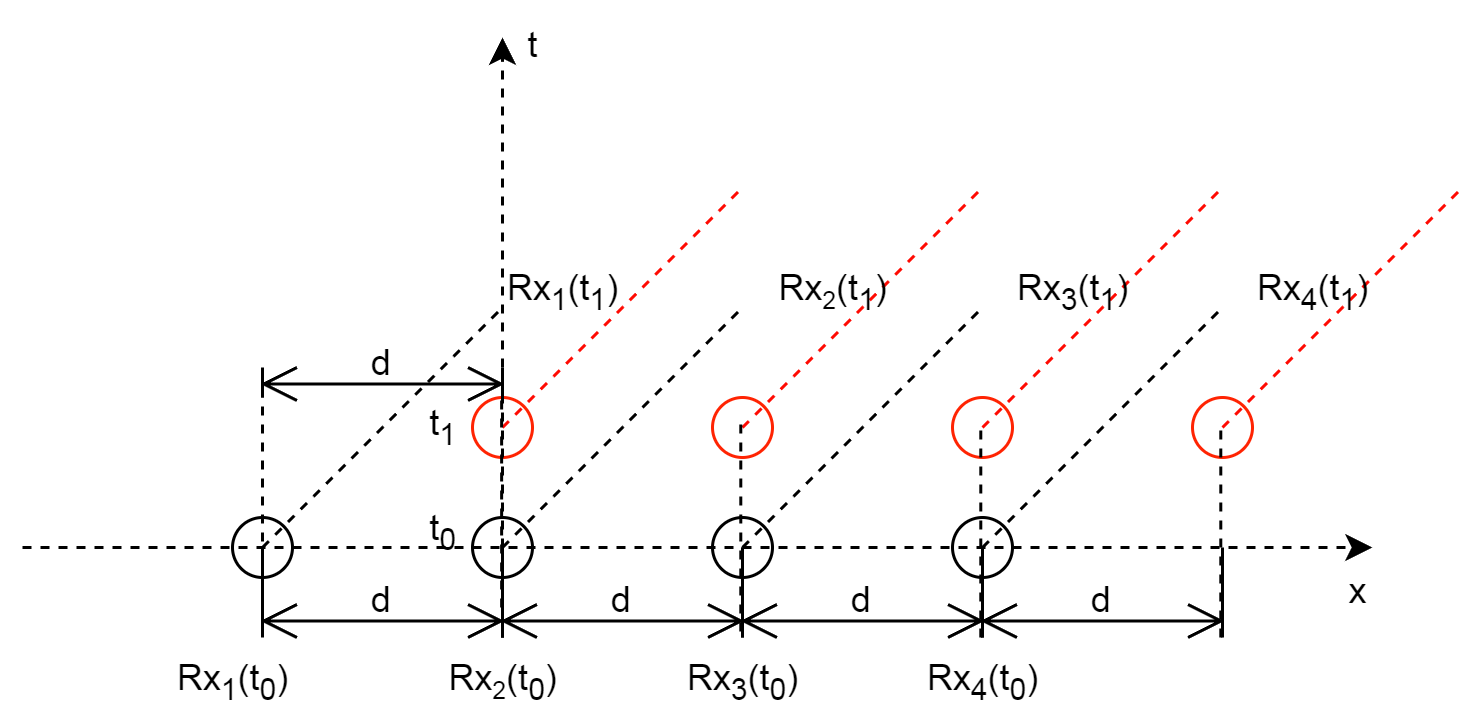 t
Rx₁(t₁) Rx₂(t₁) Rx₃(t₁) Rx₄(t₁)
d
t₁
t₀
d d d d
x
Rx₁(t₀) Rx₂(t₀) Rx₃(t₀) Rx₄(t₀)